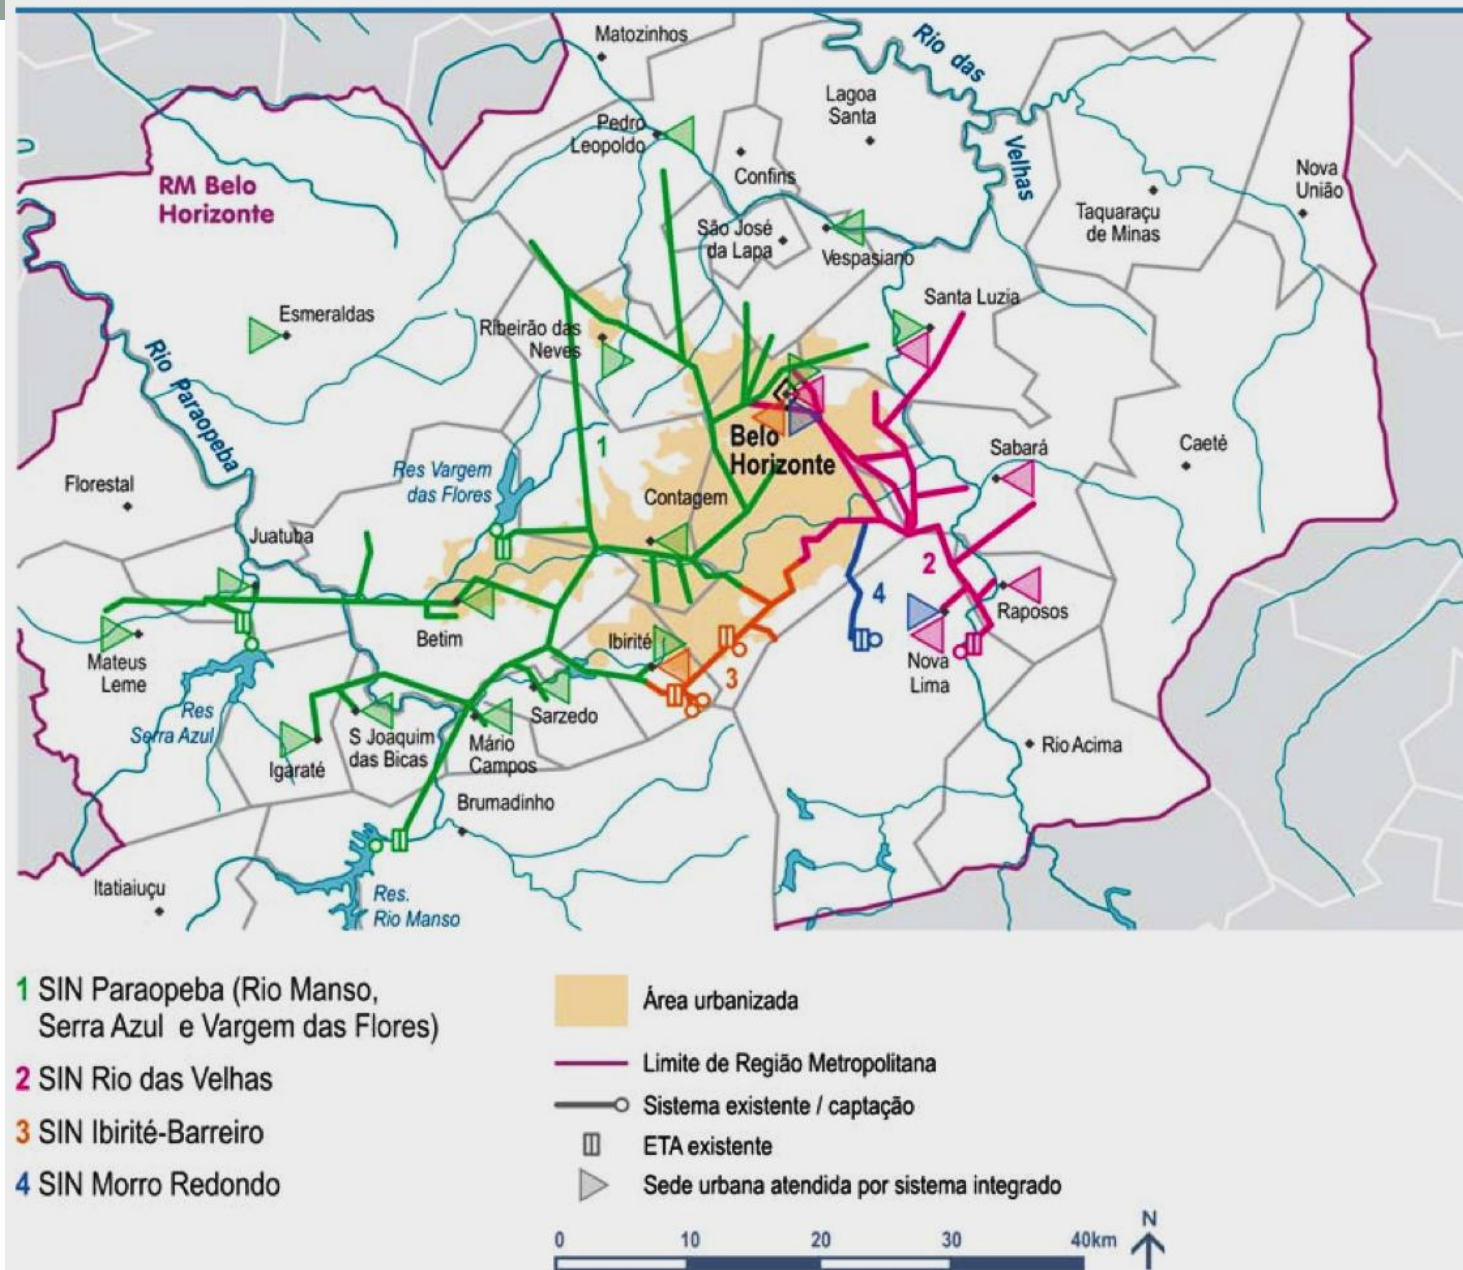 Matozinhos
Rio das
Velhas
Lagoa
Santa
Pedro
Leopoldo
Confins
Nova
União
RM Belo
Horizonte
Taquaraçu
de Minas
São José
da Lapa
Vespasiano
Santa Luzia
Esmeraldas
Ribeirão das
Neves
Rio Paraopeba
1
Belo
Horizonte
Sabará
Caeté
Res Vargem
das Flores
Florestal
Contagem
Juatuba
2
4
Raposos
Betim
Ibirité
Mateus
Leme
Nova
Lima
3
Res
Serra Azul
Sarzedo
S Joaquim
das Bicas
Mário
Campos
Igaraté
Rio Acima
Brumadinho
Itatiaiuçu
Res.
Rio Manso
1 SIN Paraopeba (Rio Manso,
Serra Azul e Vargem das Flores)
2 SIN Rio das Velhas
3 SIN Ibirité-Barreiro
4 SIN Morro Redondo
Área urbanizada
Limite de Região Metropolitana
Sistema existente / captação
ETA existente
Sede urbana atendida por sistema integrado
0 10 20 30 40km
N